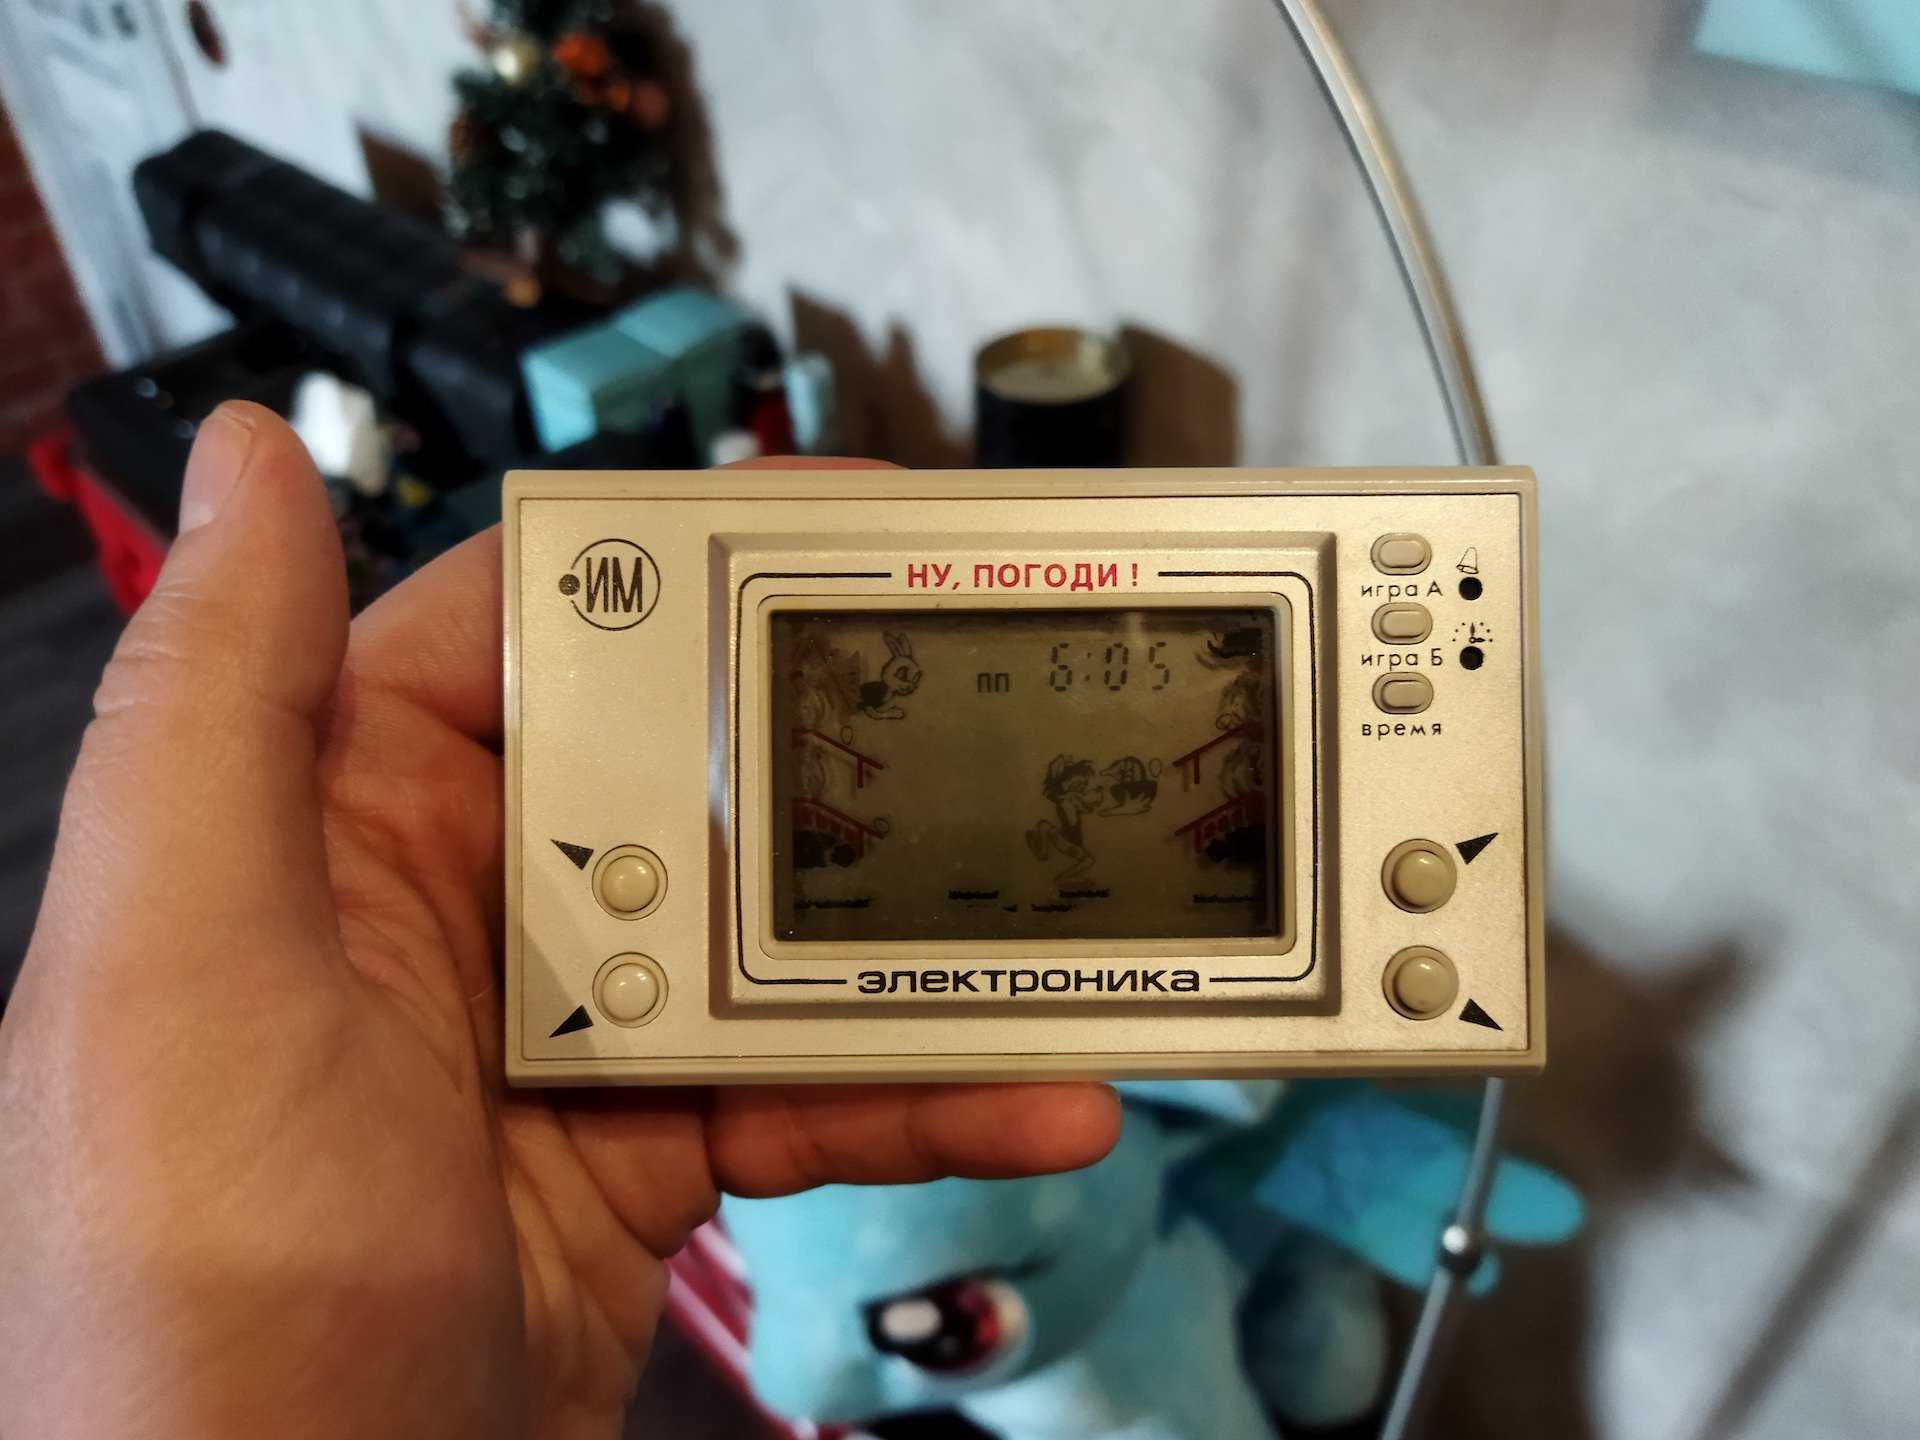 ИМ
НУ, ПОГОДИ !
пп 6:05
игра А
игра Б
время
электроника